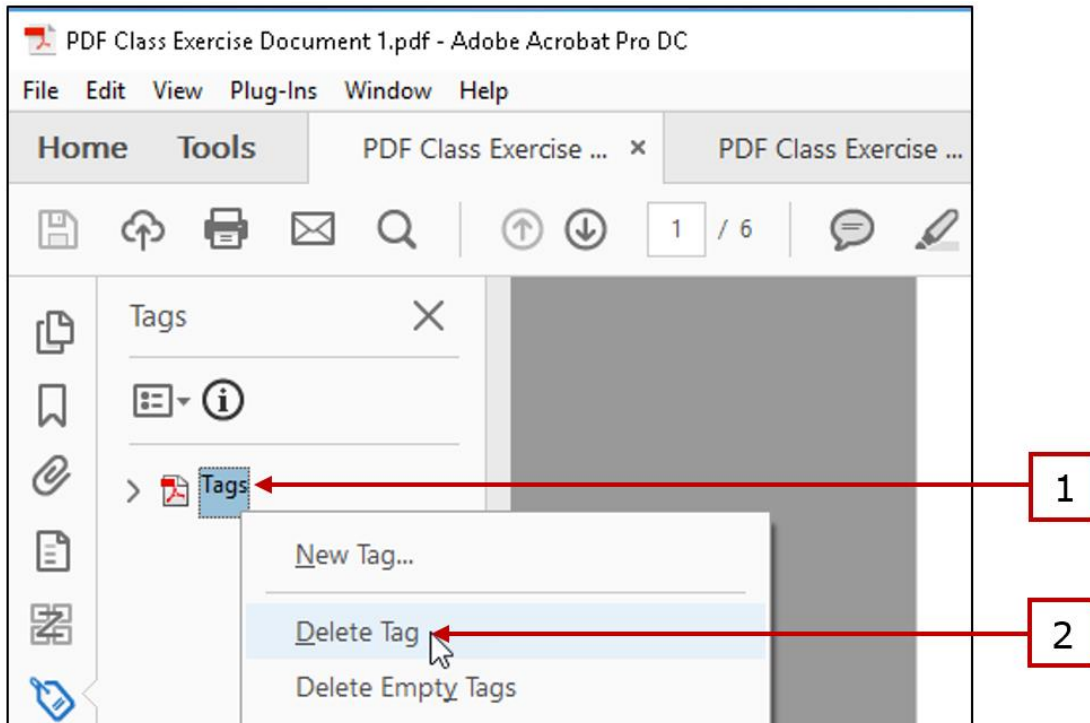 PDF Class Exercise Document 1.pdf - Adobe Acrobat Pro DC
File Edit View Plug-Ins Window Help
Home Tools PDF Class Exercise ... × PDF Class Exercise ...
1 / 6
Tags
Tags
1
New Tag...
Delete Tag
2
Delete Empty Tags